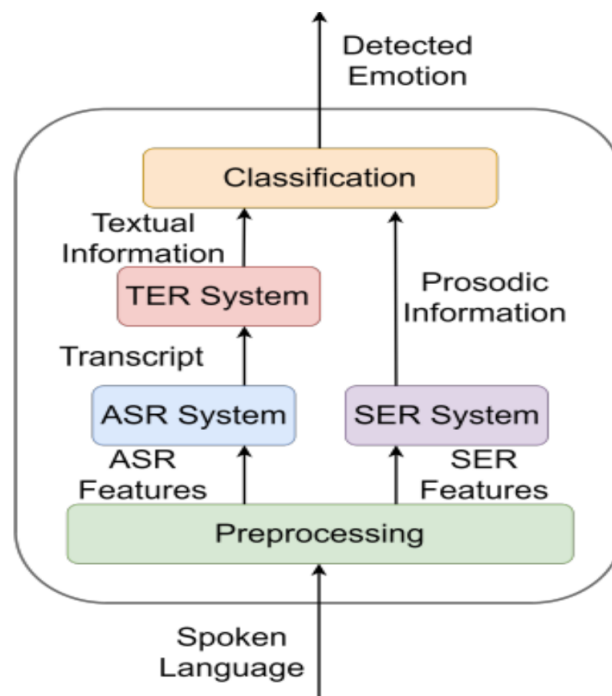 Detected
Emotion
Classification
Textual
Information
TER System
Prosodic
Information
Transcript
ASR System
SER System
ASR
Features
SER
Features
Preprocessing
Spoken
Language